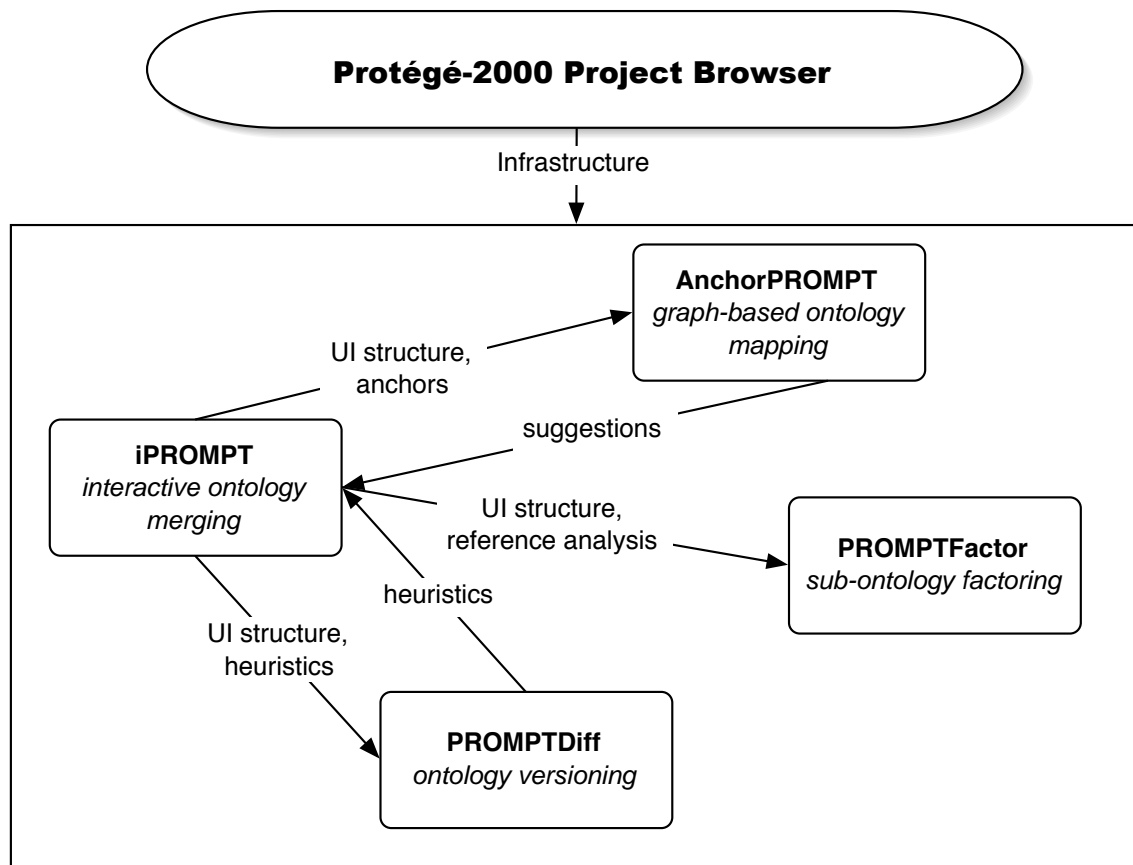 Protégé-2000 Project Browser
Infrastructure
AnchorPROMPT
graph-based ontology
mapping
UI structure,
anchors
suggestions
iPROMPT
interactive ontology
merging
UI structure,
reference analysis
PROMPTFactor
sub-ontology factoring
heuristics
UI structure,
heuristics
PROMPTDiff
ontology versioning